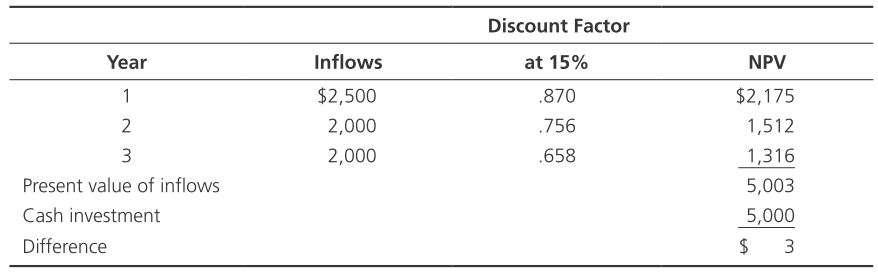 Discount Factor
Year Inflows at 15% NPV
1 $2,500 .870 $2,175
2 2,000 .756 1,512
3 2,000 .658 1,316
Present value of inflows 5,003
Cash investment 5,000
Difference $ 3